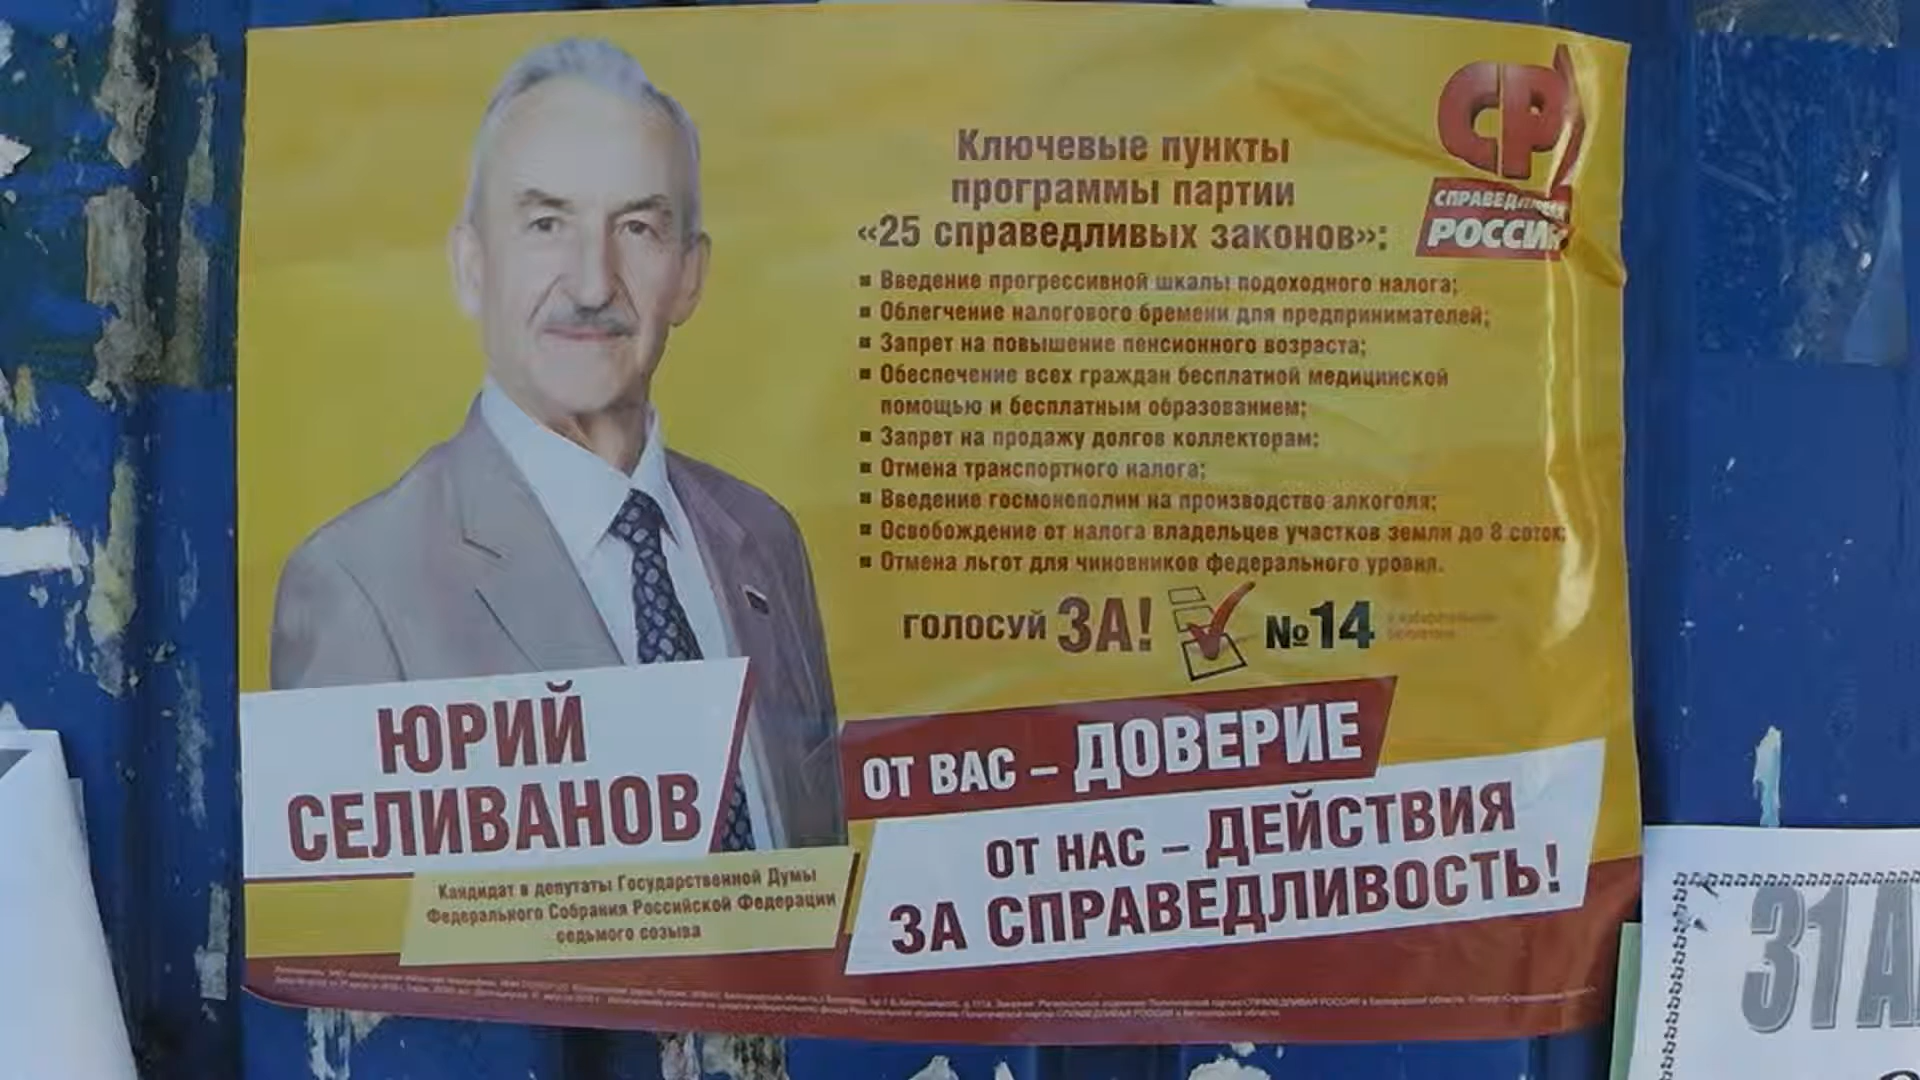 Ключевые пункты
программы партии
«25 справедливых законов»:
СР
СПРАВЕДЛИВАЯ
РОССИЯ
▪ Введение прогрессивной шкалы подоходного налога;
▪ Облегчение налогового бремени для предпринимателей;
▪ Запрет на повышение пенсионного возраста;
▪ Обеспечение всех граждан бесплатной медицинской
помощью и бесплатным образованием;
▪ Запрет на продажу долгов коллекторам;
▪ Отмена транспортного налога;
▪ Введение госмонополии на производство алкоголя;
▪ Освобождение от налога владельцев участков земли до 8 соток;
▪ Отмена льгот для чиновников федерального уровня.
ГОЛОСУЙ ЗА! №14
ЮРИЙ
СЕЛИВАНОВ
Кандидат в депутаты Государственной Думы
Федерального Собрания Российской Федерации
седьмого созыва
ОТ ВАС – ДОВЕРИЕ
ОТ НАС – ДЕЙСТВИЯ
ЗА СПРАВЕДЛИВОСТЬ!
31